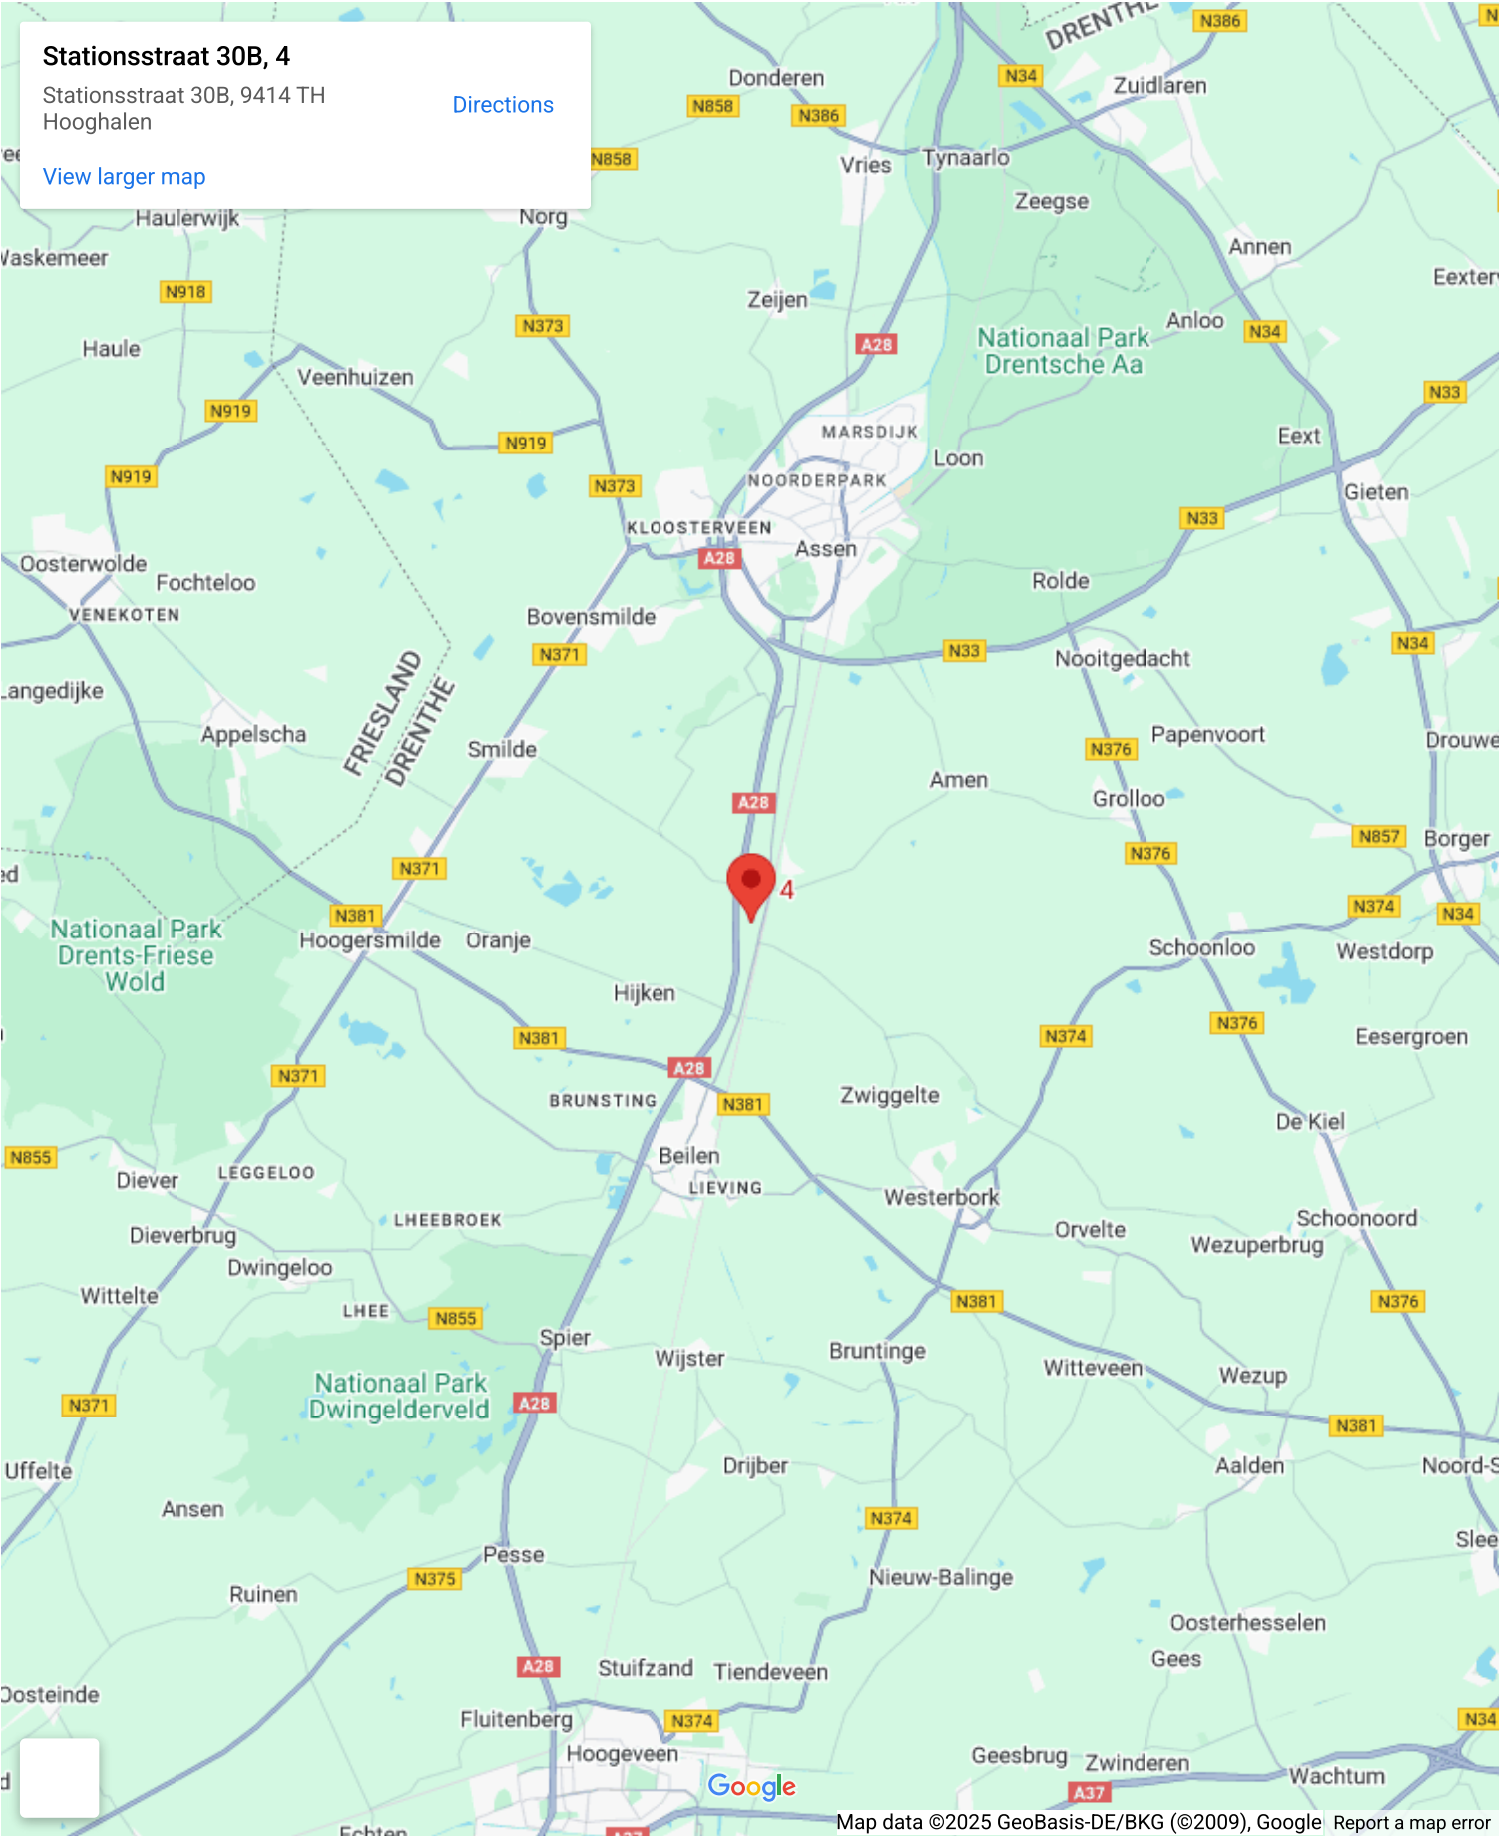 Stationsstraat 30B, 4
Stationsstraat 30B, 9414 TH
Hooghalen
Directions
View larger map
DRENTHE
N386
N34
Donderen
Zuidlaren
N858
N386
N858
Vries
Tynaarlo
Zeegse
Haulerwijk
Norg
Annen
Waskemeer
N918
Zeijen
Anloo
N373
N34
Nationaal Park
Drentsche Aa
A28
Haule
Veenhuizen
N33
N919
MARSDIJK
Eext
N919
Loon
N919
NOORDERPARK
N373
Gieten
N33
KLOOSTERVEEN
Assen
A28
Oosterwolde
Fochteloo
Rolde
VENEKOTEN
Bovensmilde
N34
N33
N371
Nooitgedacht
FRIESLAND
DRENTHE
Langedijke
Appelscha
Smilde
Papenvoort
Drouwe
N376
Amen
Grolloo
A28
N857
Borger
N376
N371
4
N374
N34
N381
Nationaal Park
Drents-Friese
Wold
Hoogersmilde
Oranje
Schoonloo
Westdorp
Hijken
N376
N374
N381
Eesergroen
A28
N371
Zwiggelte
BRUNSTING
N381
De Kiel
N855
Beilen
LEGGELOO
Diever
LIEVING
Westerbork
LHEEBROEK
Schoonoord
Orvelte
Dieverbrug
Wezuperbrug
Dwingeloo
Wittelte
N381
N376
LHEE
N855
Spier
Bruntinge
Wijster
Witteveen
Wezup
Nationaal Park
Dwingelderveld
A28
N371
N381
Drijber
Aalden
Noord-S
Uffelte
Ansen
N374
Slee
Pesse
N375
Nieuw-Balinge
Ruinen
Oosterhesselen
Gees
A28
Stuifzand
Tiendeveen
Oosteinde
Fluitenberg
N374
N34
Hoogeveen
Geesbrug
Zwinderen
Wachtum
Google
A37
Map data ©2025 GeoBasis-DE/BKG (©2009), Google
Report a map error